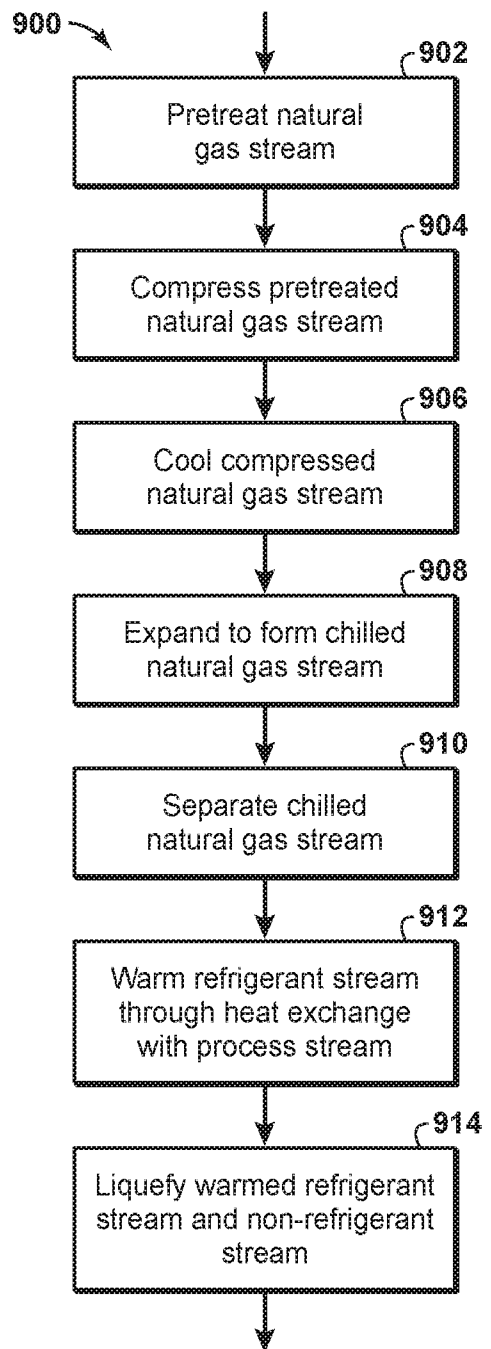 900
902
Pretreat natural
gas stream
904
Compress pretreated
natural gas stream
906
Cool compressed
natural gas stream
908
Expand to form chilled
natural gas stream
910
Separate chilled
natural gas stream
912
Warm refrigerant stream
through heat exchange
with process stream
914
Liquefy warmed refrigerant
stream and non-refrigerant
stream